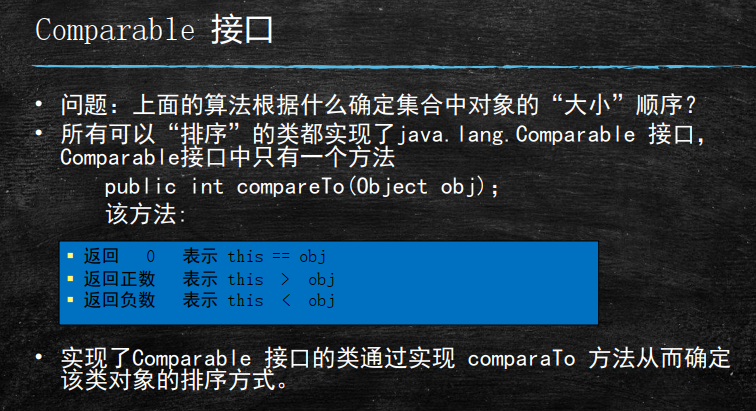 Comparable 接口
• 问题：上面的算法根据什么确定集合中对象的“大小”顺序？
• 所有可以“排序”的类都实现了java.lang.Comparable 接口，
Comparable接口中只有一个方法
public int compareTo(Object obj);
该方法:
▪ 返回 0 表示 this == obj
▪ 返回正数 表示 this > obj
▪ 返回负数 表示 this < obj
• 实现了Comparable 接口的类通过实现 comparaTo 方法从而确定
该类对象的排序方式。